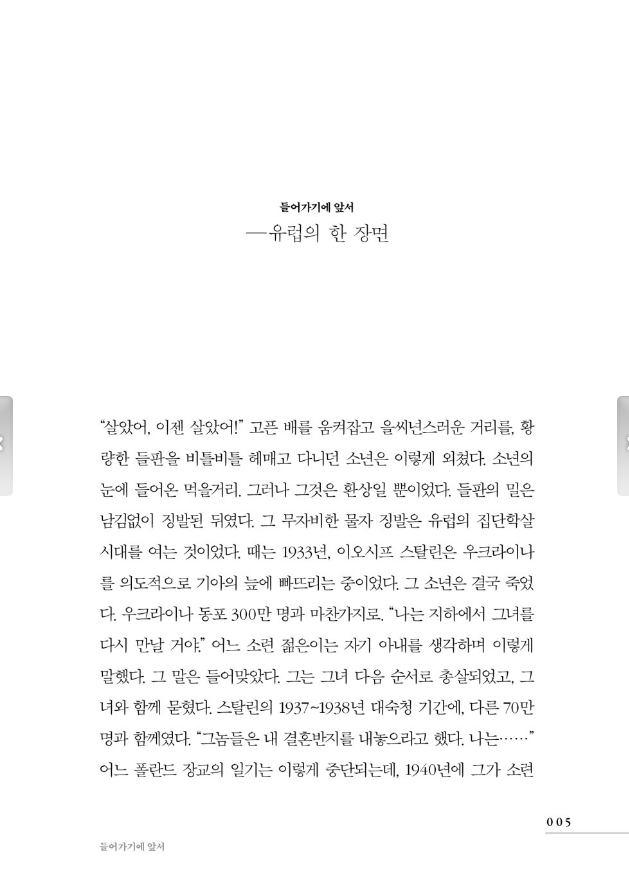 들어가기에 앞서
—유럽의 한 장면
“살았어, 이젠 살았어!” 고픈 배를 움켜잡고 을씨년스러운 거리를, 황
량한 들판을 비틀비틀 헤매고 다니던 소년은 이렇게 외쳤다. 소년의
눈에 들어온 먹을거리. 그러나 그것은 환상일 뿐이었다. 들판의 밀은
남김없이 징발된 뒤였다. 그 무자비한 물자 징발은 유럽의 집단학살
시대를 여는 것이었다. 때는 1933년, 이오시프 스탈린은 우크라이나
를 의도적으로 기아의 늪에 빠뜨리는 중이었다. 그 소년은 결국 죽었
다. 우크라이나 동포 300만 명과 마찬가지로. “나는 지하에서 그녀를
다시 만날 거야.” 어느 소련 젊은이는 자기 아내를 생각하며 이렇게
말했다. 그 말은 들어맞았다. 그는 그녀 다음 순서로 총살되었고, 그
녀와 함께 묻혔다. 스탈린의 1937~1938년 대숙청 기간에, 다른 70만
명과 함께였다. “그놈들은 내 결혼반지를 내놓으라고 했다. 나는……”
어느 폴란드 장교의 일기는 이렇게 중단되는데, 1940년에 그가 소련
005
들어가기에 앞서